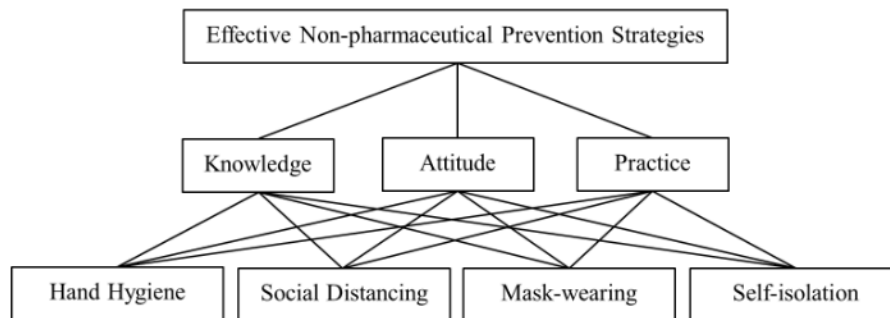 Effective Non-pharmaceutical Prevention Strategies
Knowledge
Attitude
Practice
Hand Hygiene
Social Distancing
Mask-wearing
Self-isolation